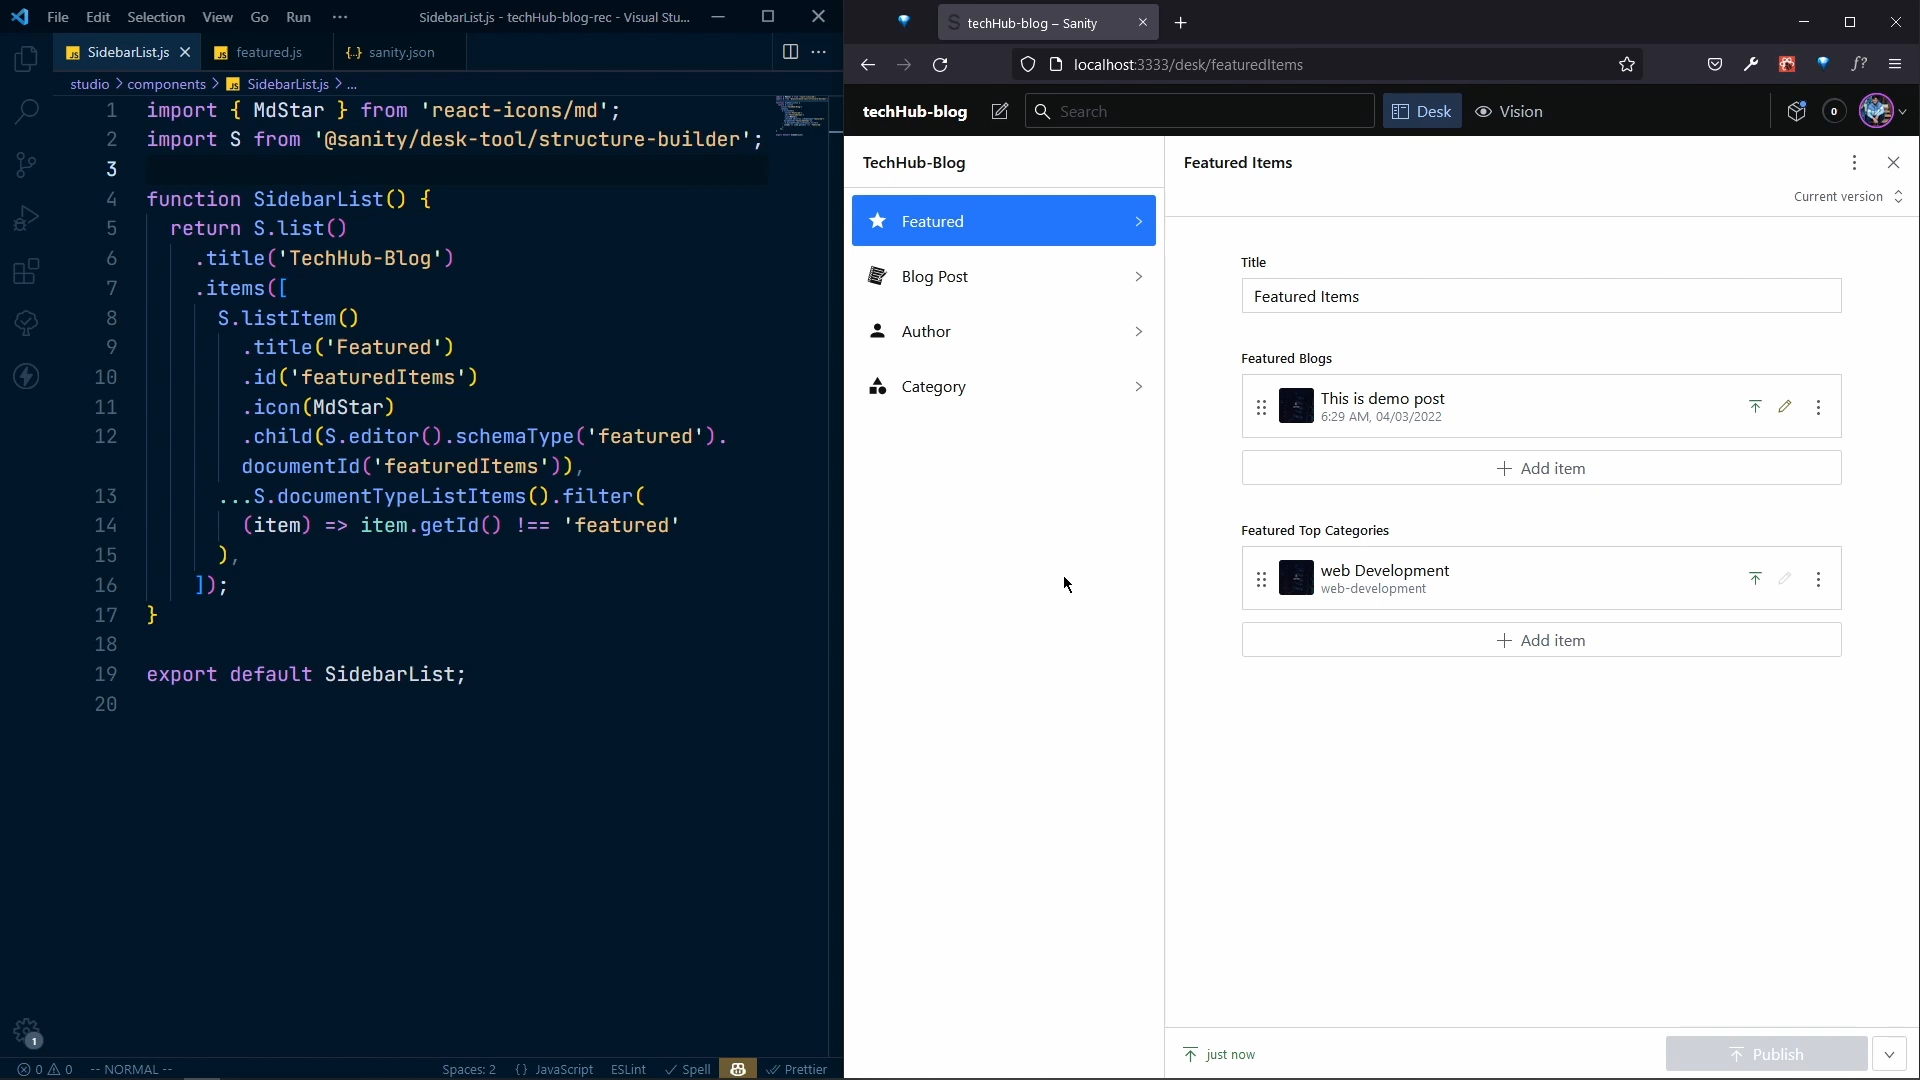 File Edit Selection View Go Run ··· SidebarList.js - techHub-blog-rec - Visual Stu...
SidebarList.js featured.js {..} sanity.json
studio > components > SidebarList.js > ...
1 import { MdStar } from 'react-icons/md';
2 import S from '@sanity/desk-tool/structure-builder';
3
4 function SidebarList() {
5 return S.list()
6 .title('TechHub-Blog')
7 .items([
8 S.listItem()
9 .title('Featured')
10 .id('featuredItems')
11 .icon(MdStar)
12 .child(S.editor().schemaType('featured').
documentId('featuredItems')),
13 ...S.documentTypeListItems().filter(
14 (item) => item.getId() !== 'featured'
15 ),
16 ]);
17 }
18
19 export default SidebarList;
20
1
0 0 -- NORMAL -- Spaces: 2 {} JavaScript ESLint Spell Prettier
S techHub-blog – Sanity
localhost:3333/desk/featuredItems f?
techHub-blog Search Desk Vision 0
TechHub-Blog
Featured
Blog Post
Author
Category
Featured Items
Current version
Title
Featured Items
Featured Blogs
This is demo post
6:29 AM, 04/03/2022
Add item
Featured Top Categories
web Development
web-development
Add item
just now Publish